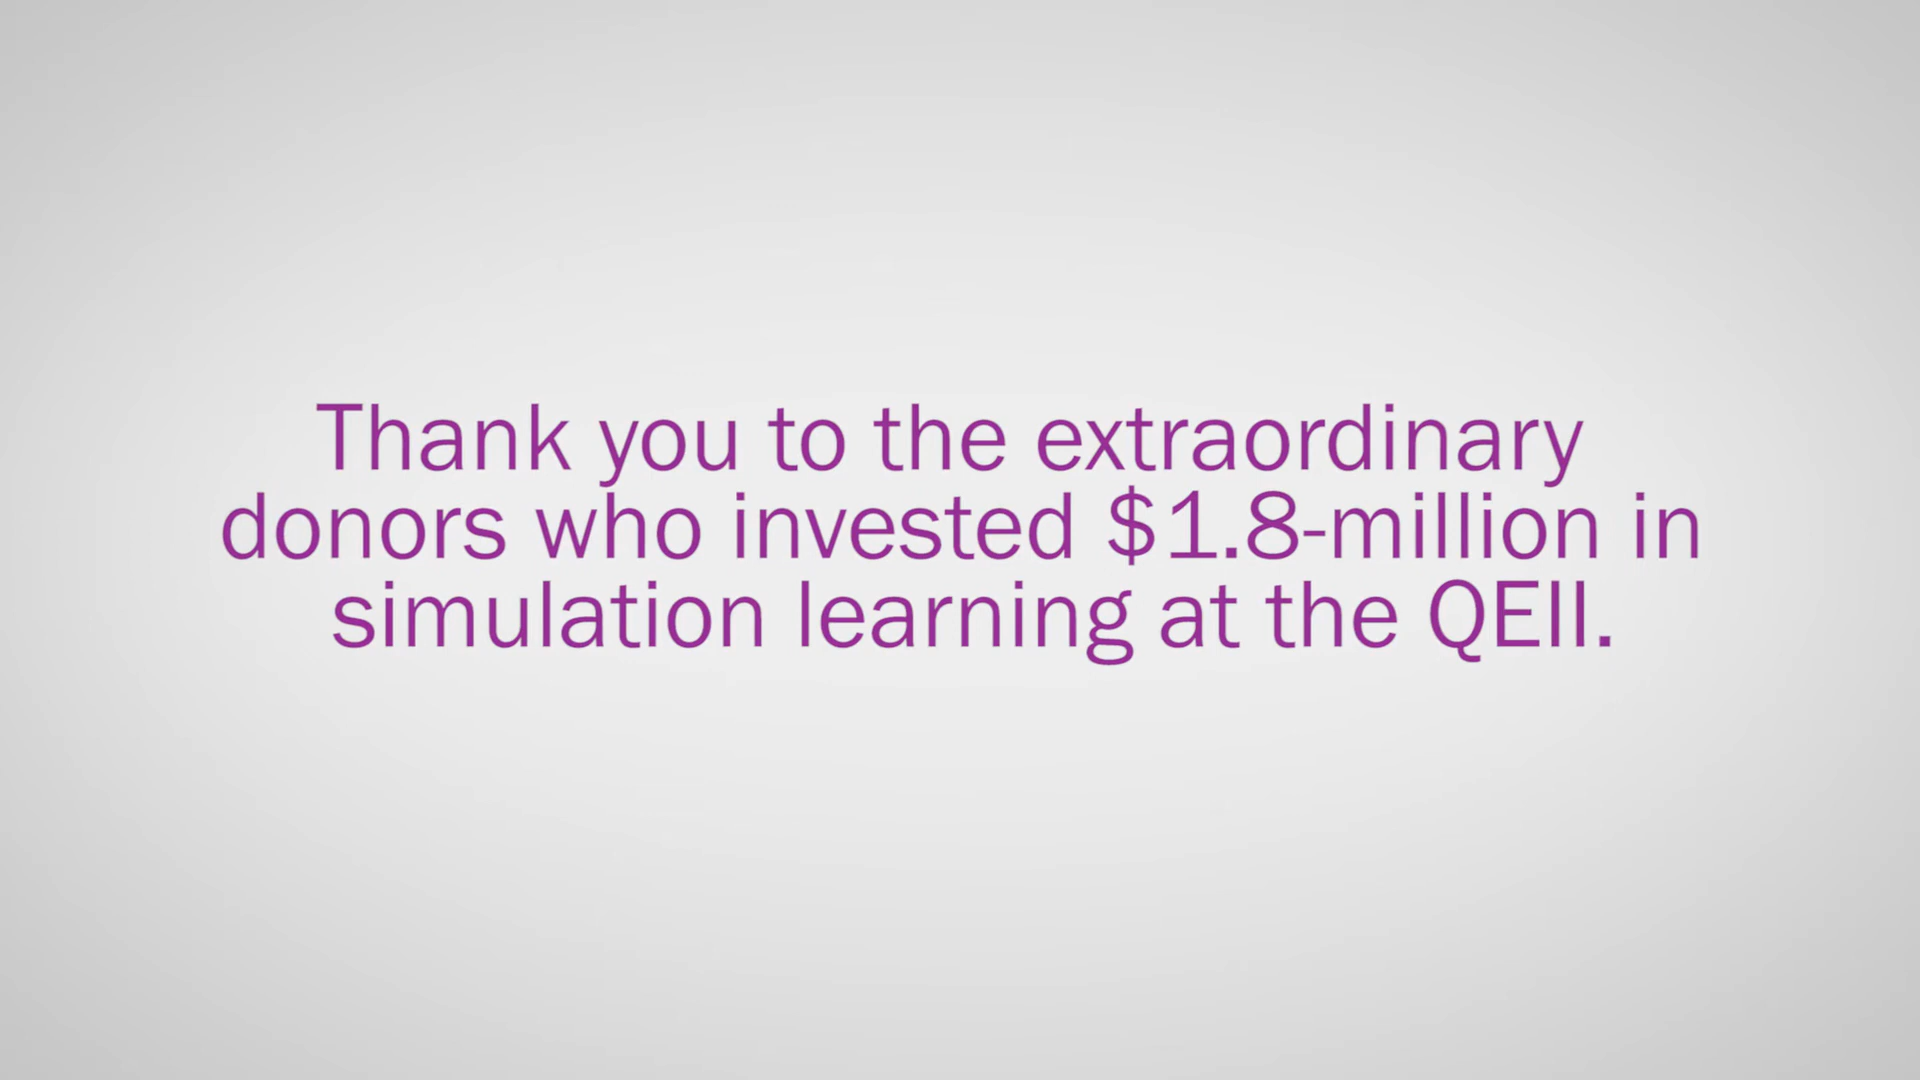 Thank you to the extraordinary
donors who invested $1.8-million in
simulation learning at the QEII.